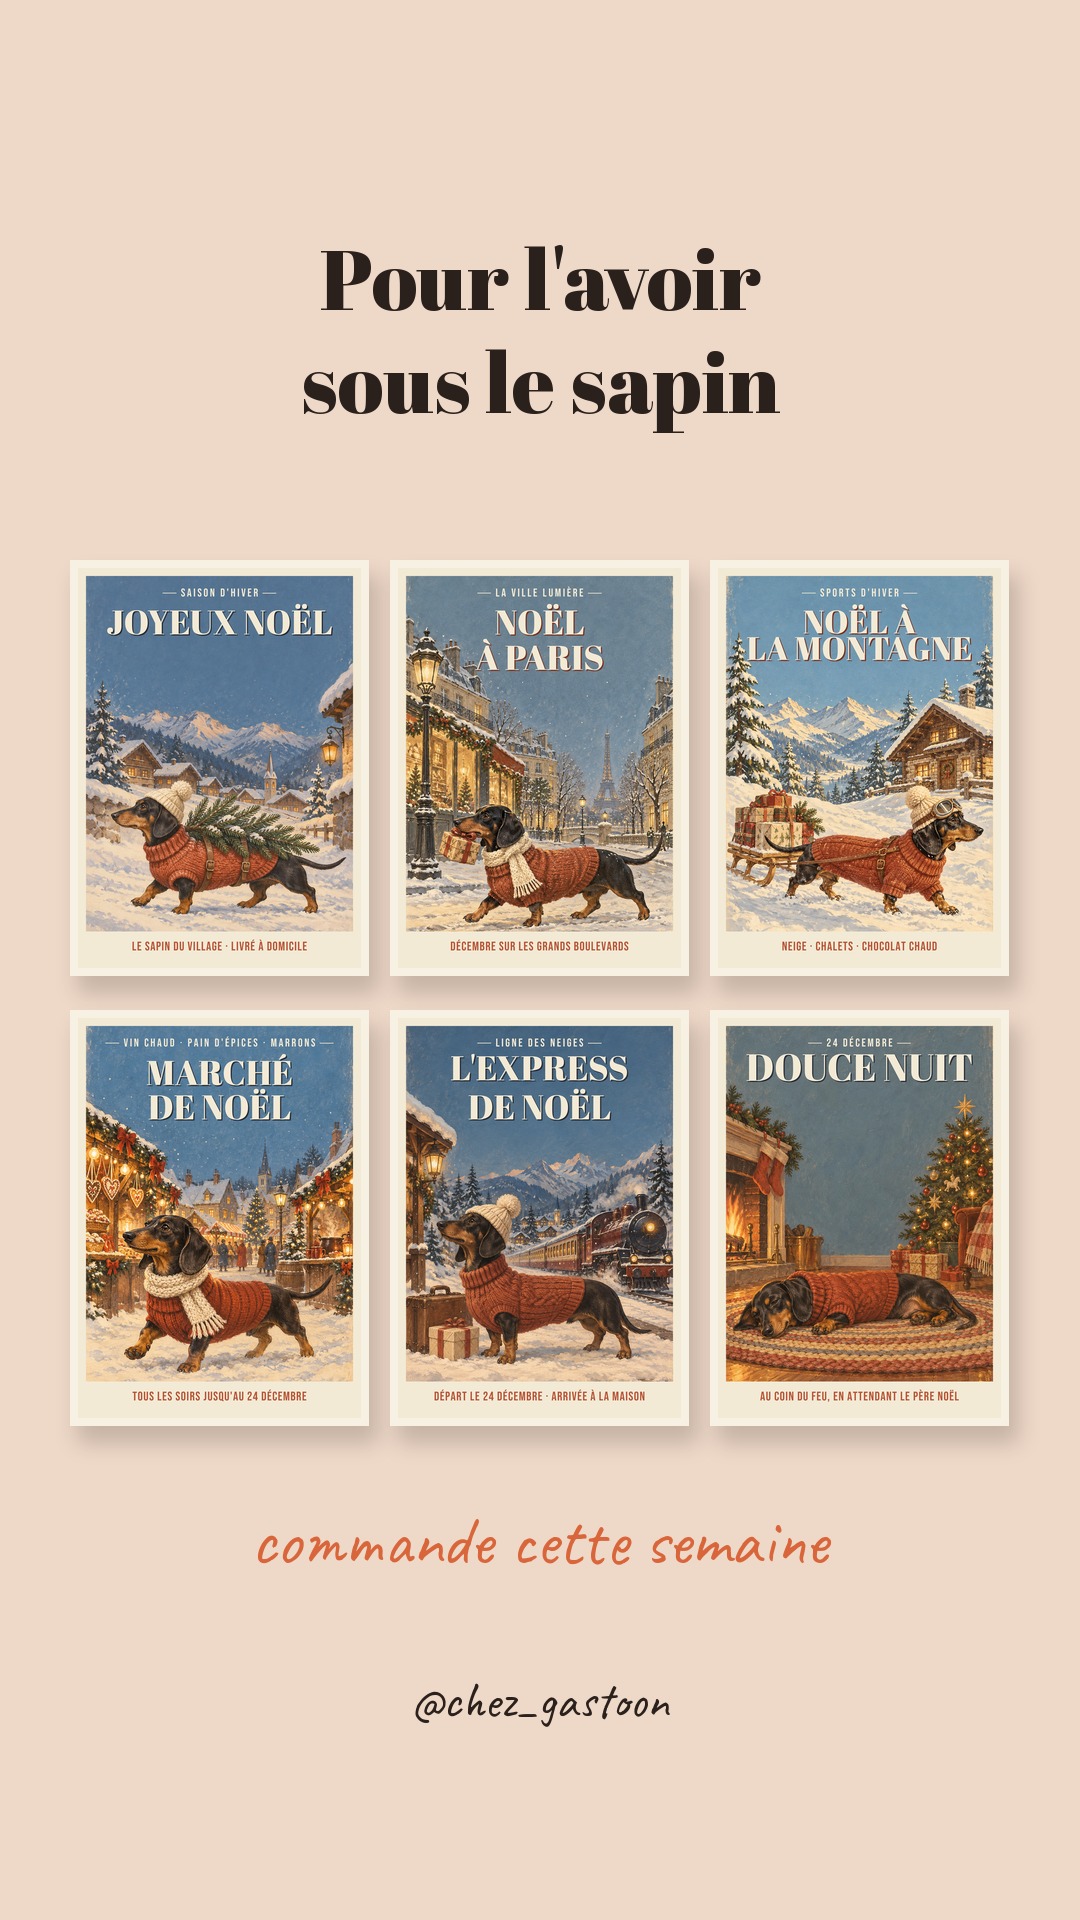 Pour l'avoir
sous le sapin
SAISON D'HIVER
JOYEUX NOËL
LE SAPIN DU VILLAGE · LIVRÉ À DOMICILE
LA VILLE LUMIÈRE
NOËL
À PARIS
DÉCEMBRE SUR LES GRANDS BOULEVARDS
SPORTS D'HIVER
NOËL À
LA MONTAGNE
NEIGE · CHALETS · CHOCOLAT CHAUD
VIN CHAUD · PAIN D'ÉPICES · MARRONS
MARCHÉ
DE NOËL
TOUS LES SOIRS JUSQU'AU 24 DÉCEMBRE
LIGNE DES NEIGES
L'EXPRESS
DE NOËL
DÉPART LE 24 DÉCEMBRE · ARRIVÉE À LA MAISON
24 DÉCEMBRE
DOUCE NUIT
AU COIN DU FEU, EN ATTENDANT LE PÈRE NOËL
commande cette semaine
@chez_gastoon